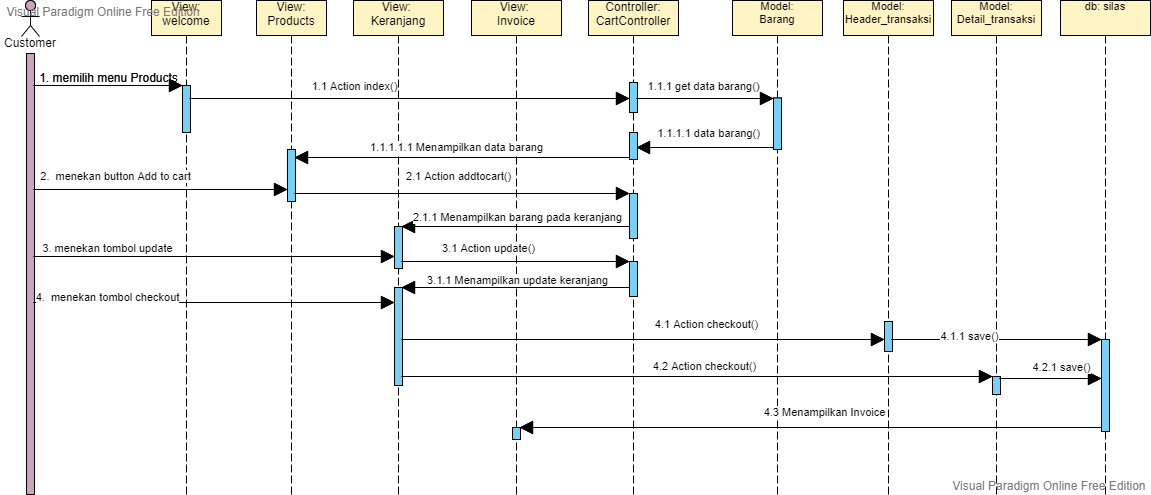 Visual Paradigm Online Free Edition
View:
welcome
View:
Products
View:
Keranjang
View:
Invoice
Controller:
CartController
Model:
Barang
Model:
Header_transaksi
Model:
Detail_transaksi
db: silas
Customer
1. memilih menu Products
1.1 Action index()
1.1.1 get data barang()
1.1.1.1 data barang()
1.1.1.1.1 Menampilkan data barang
2. menekan button Add to cart
2.1 Action addtocart()
2.1.1 Menampilkan barang pada keranjang
3. menekan tombol update
3.1 Action update()
3.1.1 Menampilkan update keranjang
4. menekan tombol checkout
4.1 Action checkout()
4.1.1 save()
4.2 Action checkout()
4.2.1 save()
4.3 Menampilkan Invoice
Visual Paradigm Online Free Edition